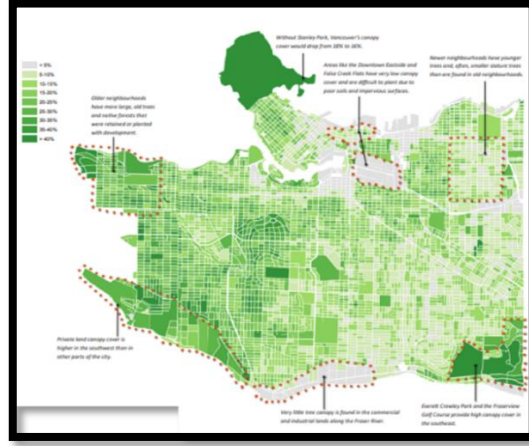 Without Stanley Park, Vancouver's canopy
cover would drop from 18% to 16%.
Areas like the Downtown Eastside and
False Creek Flats have very low canopy
cover and are difficult to plant due to
poor soils and impervious surfaces.
Newer neighbourhoods have younger
trees and, often, smaller stature trees
than are found in old neighbourhoods.
Older neighbourhoods
have more large, old trees
and native forests that
were retained or planted
with development.
< 5%
5-10%
10-15%
15-20%
20-25%
25-30%
30-35%
35-40%
> 40%
Private land canopy cover is
higher in the southwest than in
other parts of the city.
Very little tree canopy is found in the commercial
and industrial lands along the Fraser River.
Everett Crowley Park and the Fraserview
Golf Course provide high canopy cover in
the southeast.